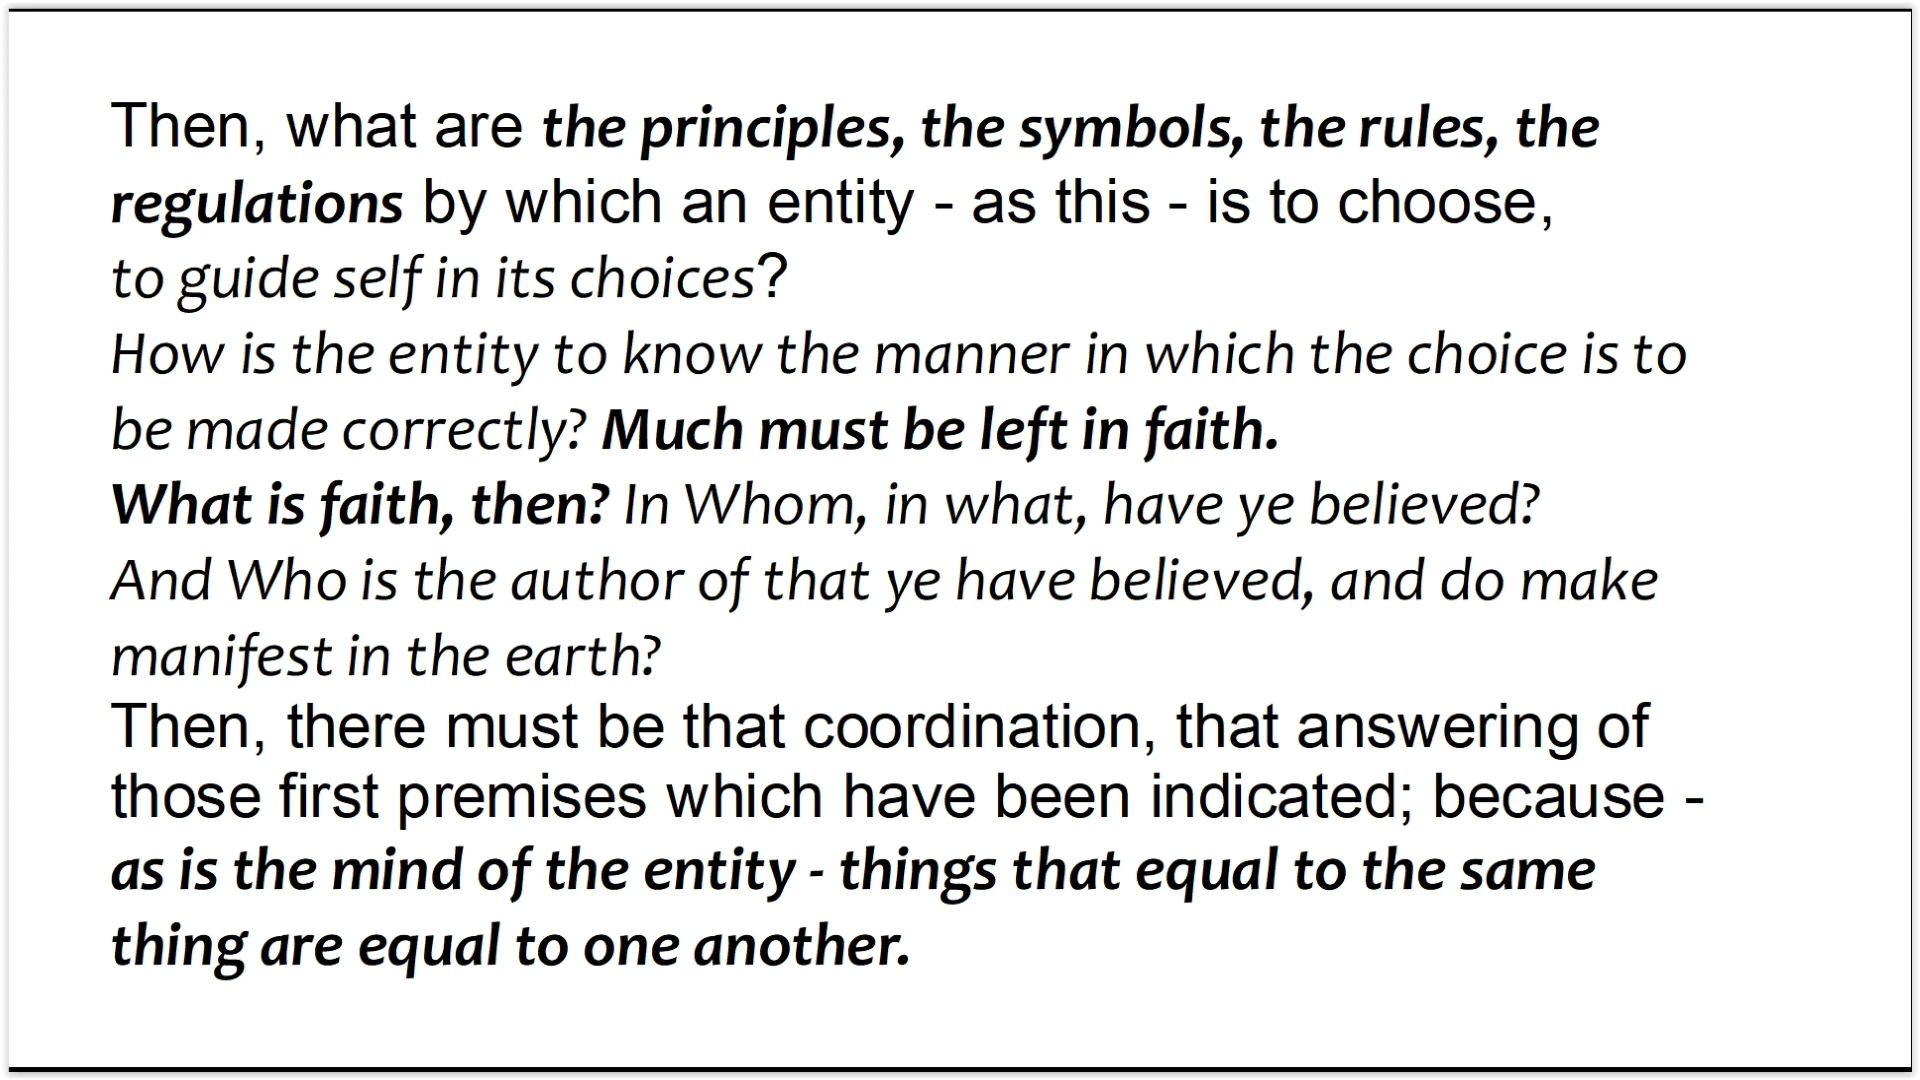 Then, what are the principles, the symbols, the rules, the
regulations by which an entity - as this - is to choose,
to guide self in its choices?
How is the entity to know the manner in which the choice is to
be made correctly? Much must be left in faith.
What is faith, then? In Whom, in what, have ye believed?
And Who is the author of that ye have believed, and do make
manifest in the earth?
Then, there must be that coordination, that answering of
those first premises which have been indicated; because -
as is the mind of the entity - things that equal to the same
thing are equal to one another.